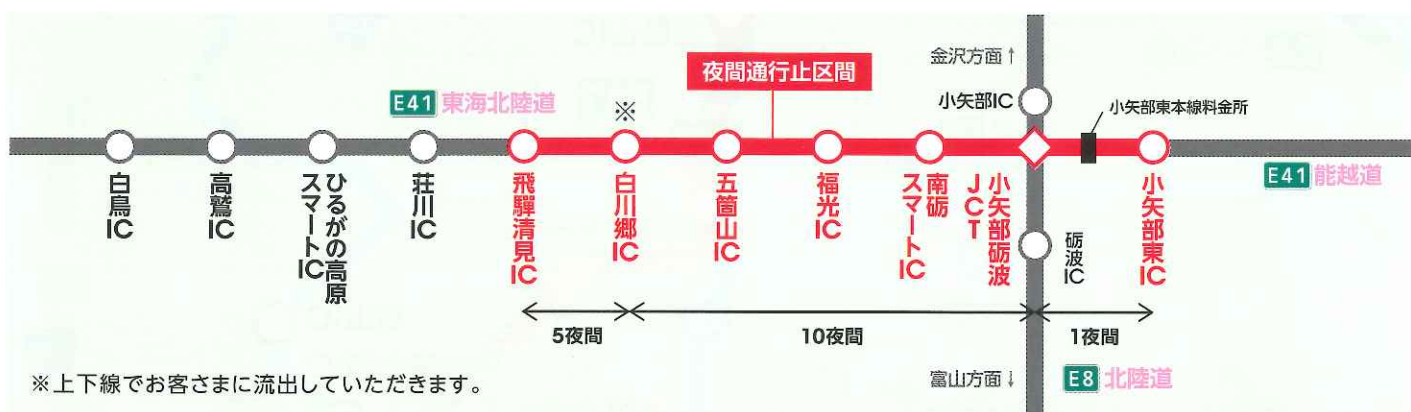 夜間通行止区間
金沢方面↑
E41 東海北陸道
※
小矢部IC
小矢部東本線料金所
白鳥IC
高鷲IC
ひるがの高原
スマートIC
荘川IC
飛驒清見IC
白川郷IC
五箇山IC
福光IC
南砺
スマートIC
小矢部砺波
JCT
砺波IC
小矢部東IC
E41 能越道
5夜間
10夜間
1夜間
※上下線でお客さまに流出していただきます。
富山方面↓
E8 北陸道